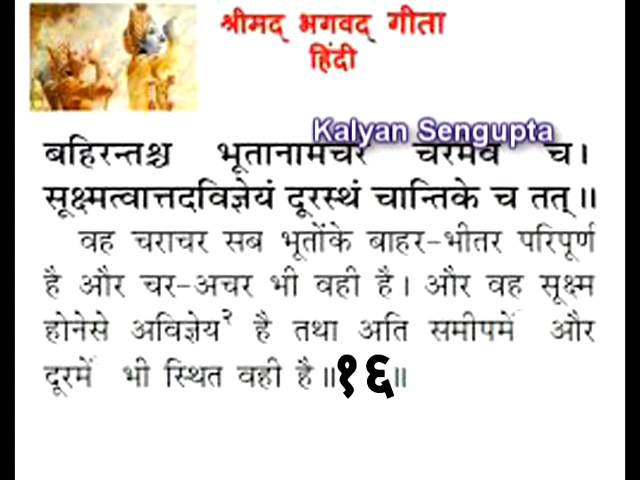 श्रीमद् भगवद् गीता
हिंदी
Kalyan Sengupta
बहिरन्तश्च भूतानामचरं चरमेव च।
सूक्ष्मत्वात्तदविज्ञेयं दूरस्थं चान्तिके च तत्॥
वह चराचर सब भूतोंके बाहर-भीतर परिपूर्ण
है और चर-अचर भी वही है। और वह सूक्ष्म
होनेसे अविज्ञेय२ है तथा अति समीपमें और
दूरमें भी स्थित वही है॥१६॥